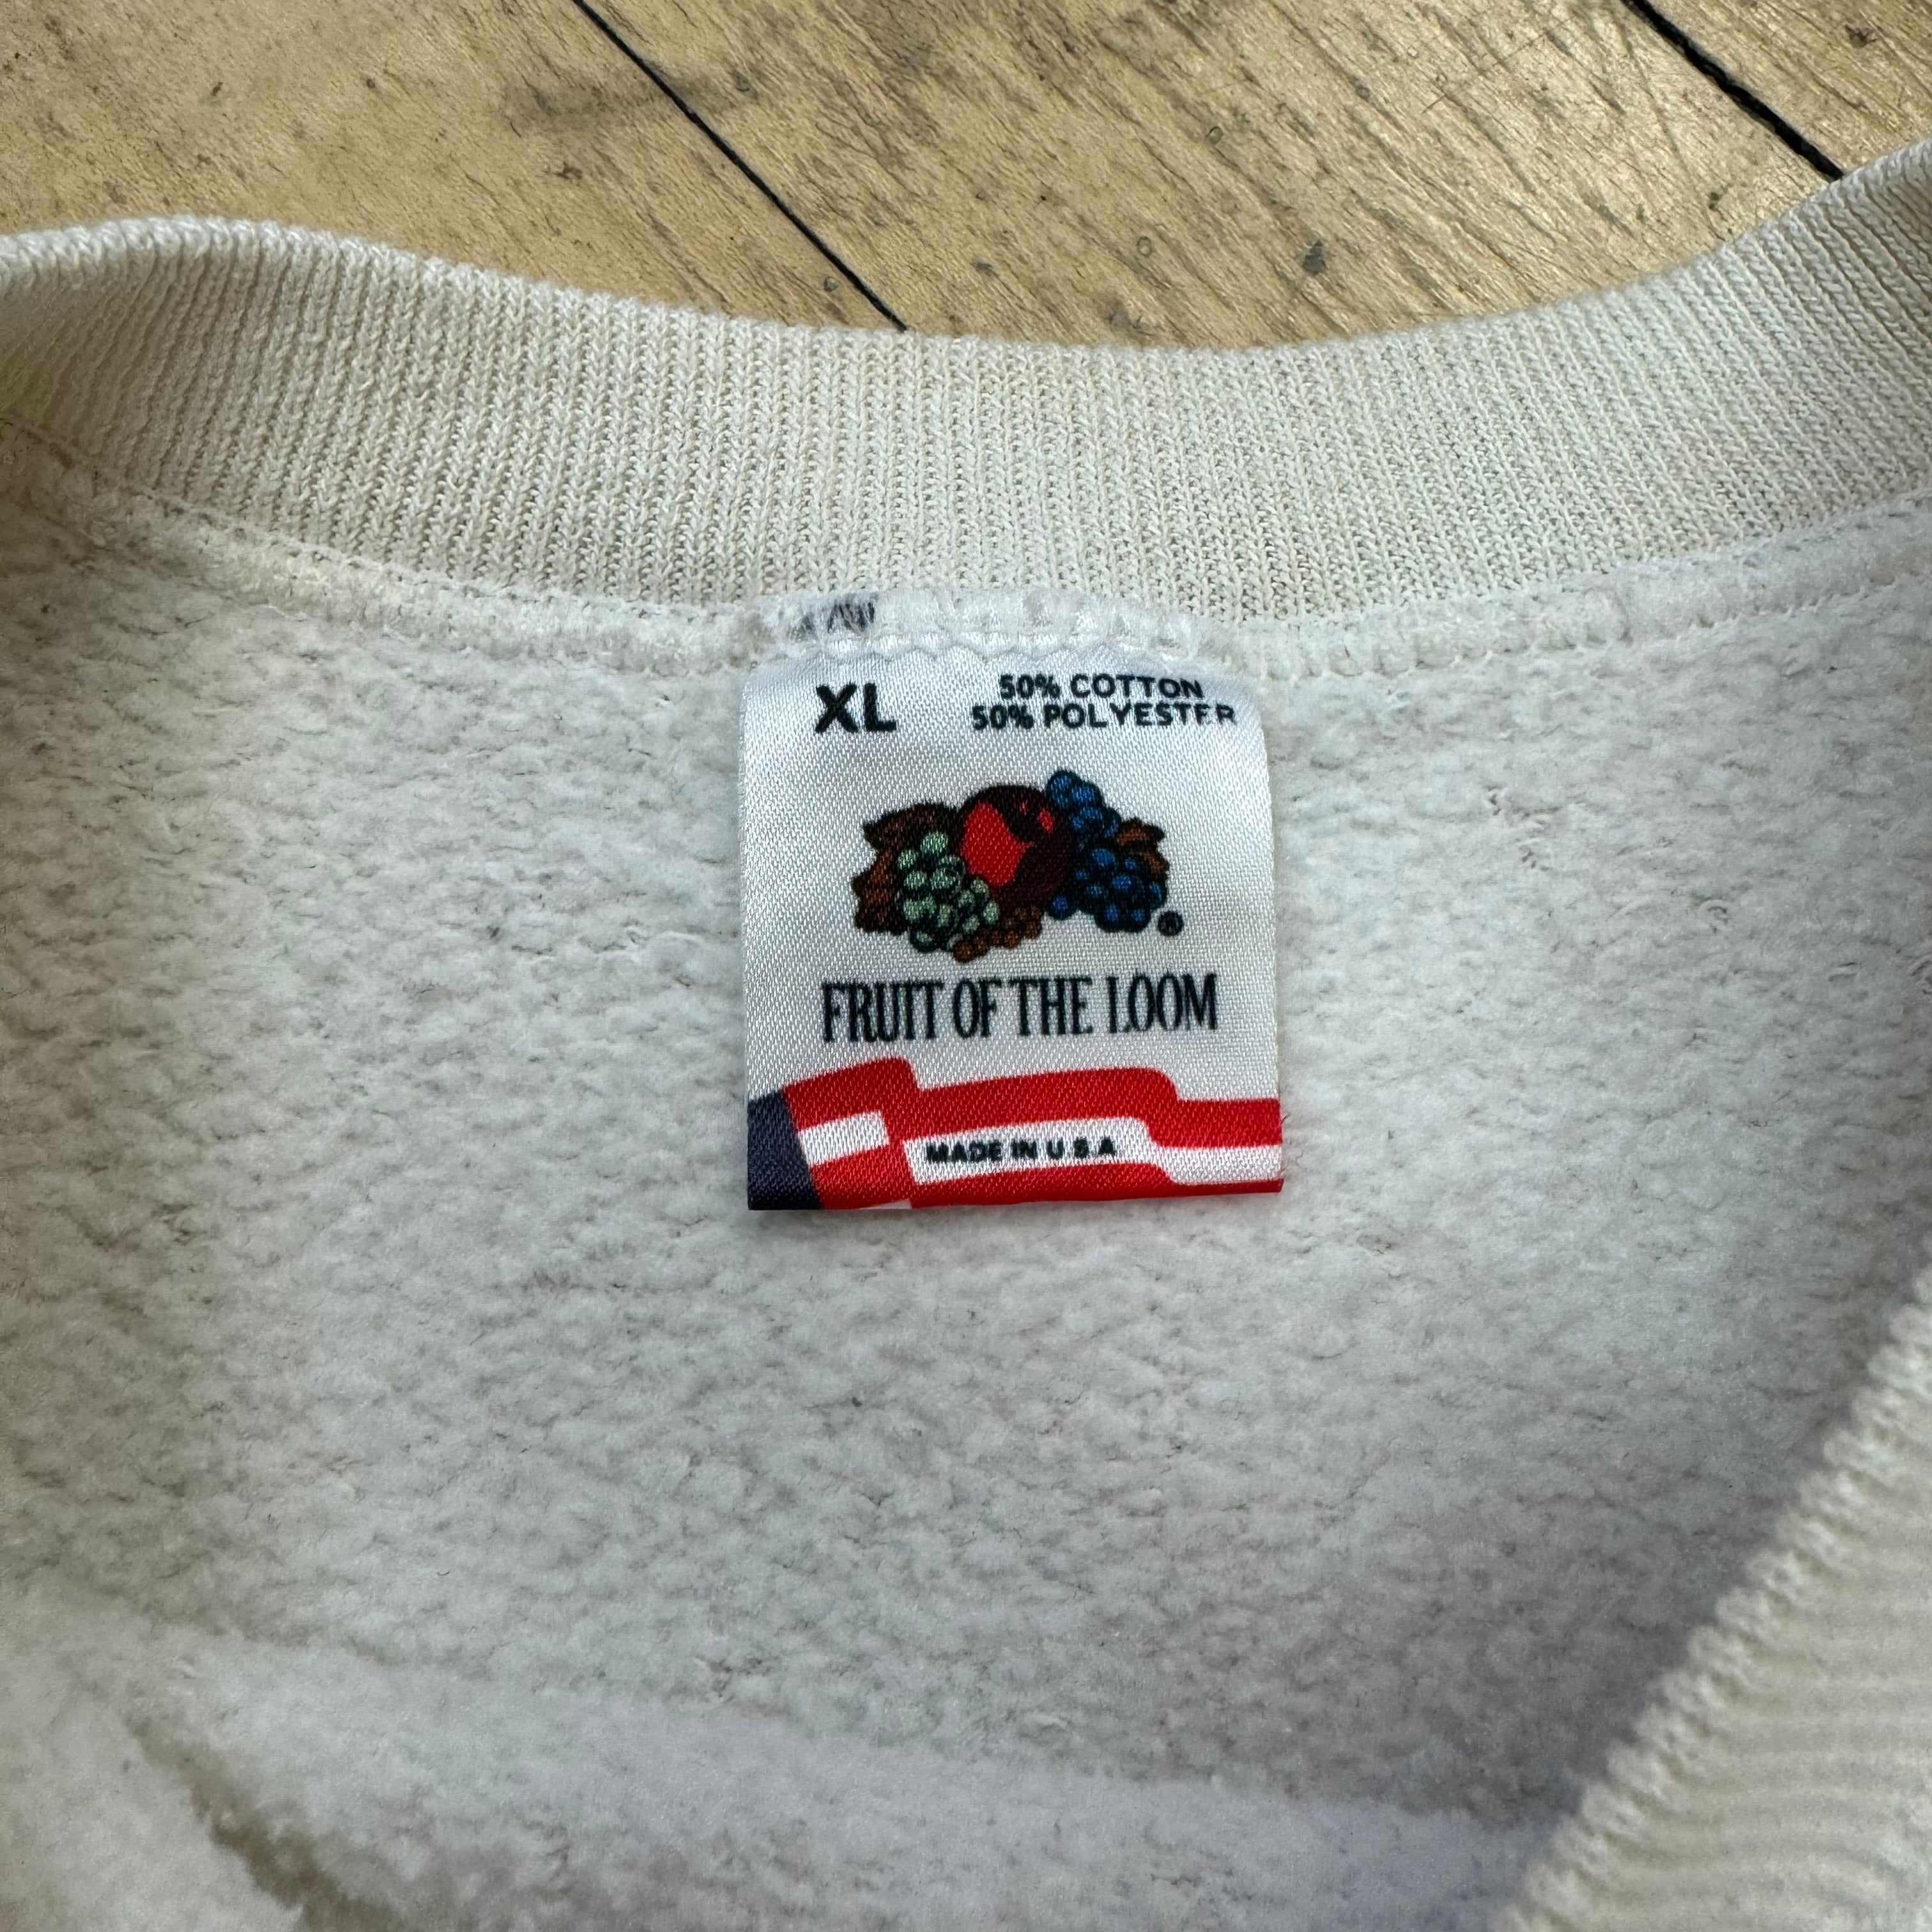 XL
50% COTTON
50% POLYESTER
®
FRUIT OF THE LOOM
MADE IN U.S.A